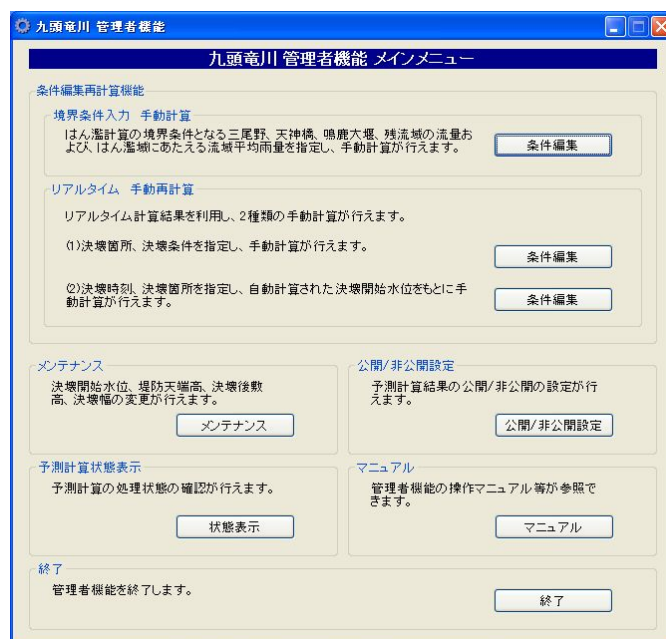 九頭竜川 管理者機能
九頭竜川 管理者機能 メインメニュー
条件編集再計算機能
境界条件入力 手動計算
はん濫計算の境界条件となる三尾野、天神橋、鳴鹿大堰、残流域の流量お
よび、はん濫域にあたえる流域平均雨量を指定し、手動計算が行えます。
条件編集
リアルタイム 手動再計算
リアルタイム計算結果を利用し、2種類の手動計算が行えます。
(1)決壊箇所、決壊条件を指定し、手動計算が行えます。
条件編集
(2)決壊時刻、決壊箇所を指定し、自動計算された決壊開始水位をもとに手
動計算が行えます。
条件編集
メンテナンス
決壊開始水位、堤防天端高、決壊後敷
高、決壊幅の変更が行えます。
メンテナンス
公開/非公開設定
予測計算結果の公開/非公開の設定が行
えます。
公開/非公開設定
予測計算状態表示
予測計算の処理状態の確認が行えます。
状態表示
マニュアル
管理者機能の操作マニュアル等が参照で
きます。
マニュアル
終了
管理者機能を終了します。
終了